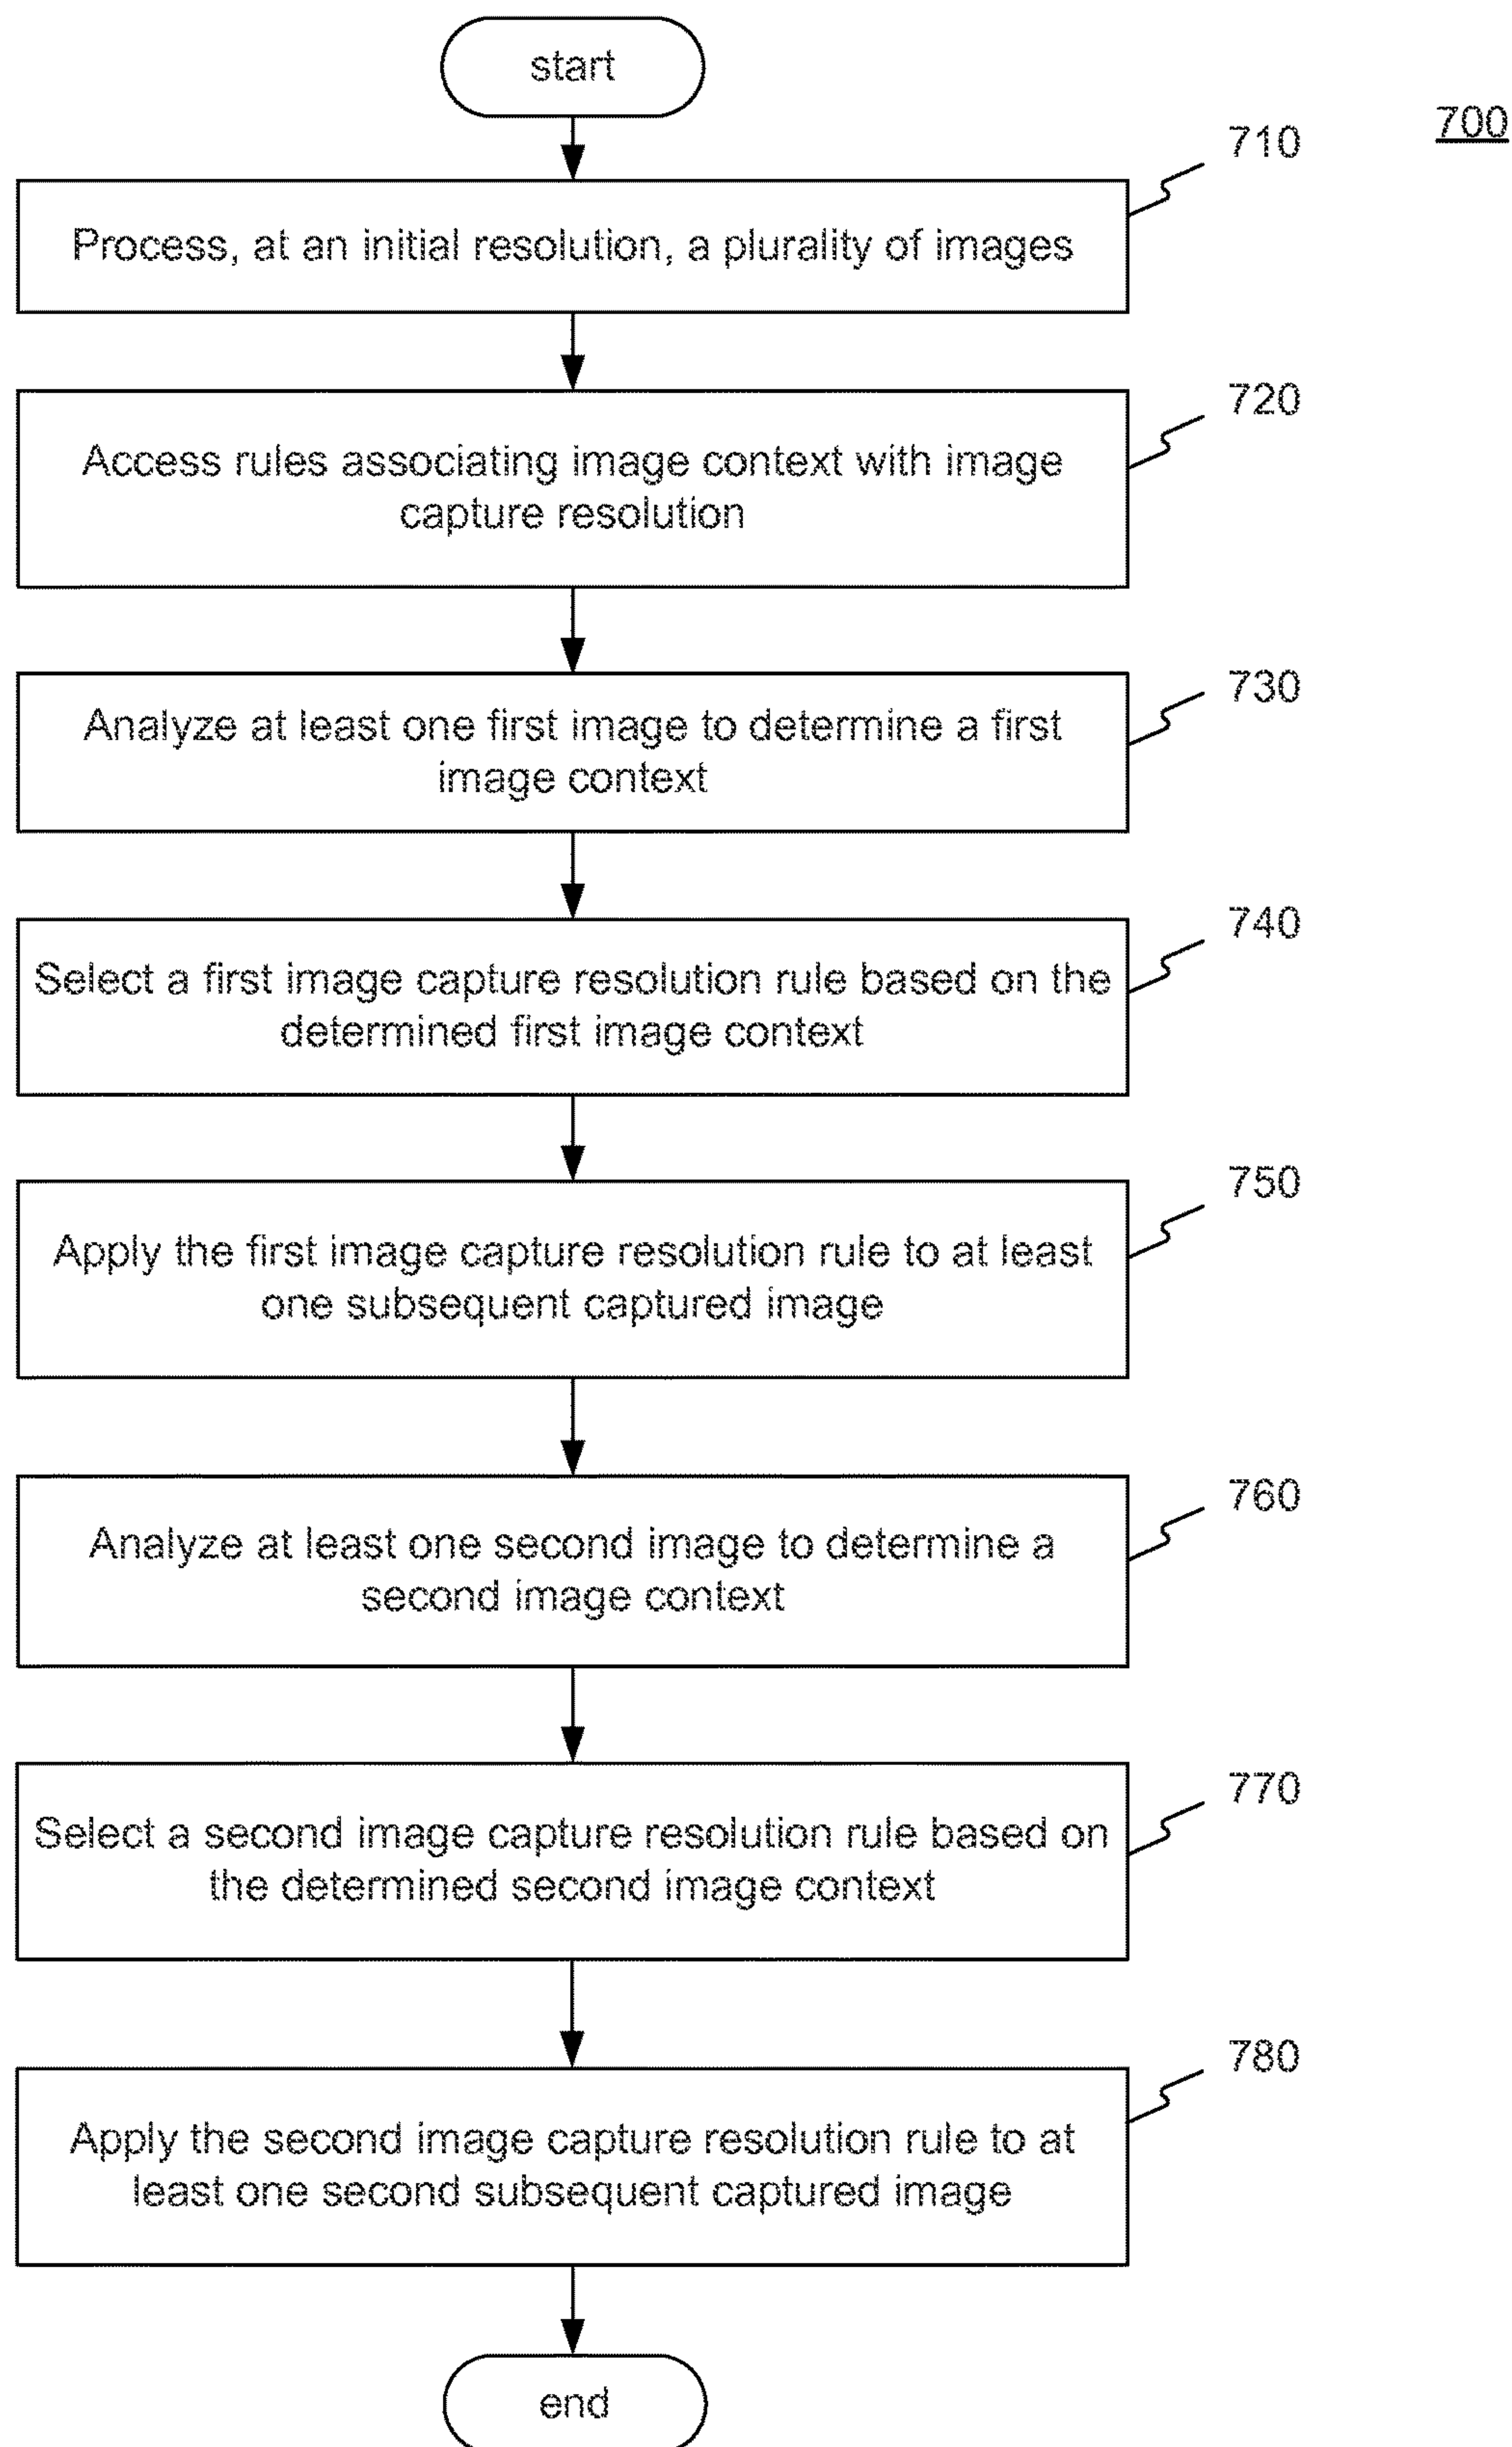 start
700
710
Process, at an initial resolution, a plurality of images
720
Access rules associating image context with image
capture resolution
730
Analyze at least one first image to determine a first
image context
740
Select a first image capture resolution rule based on the
determined first image context
750
Apply the first image capture resolution rule to at least
one subsequent captured image
760
Analyze at least one second image to determine a
second image context
770
Select a second image capture resolution rule based on
the determined second image context
780
Apply the second image capture resolution rule to at
least one second subsequent captured image
end